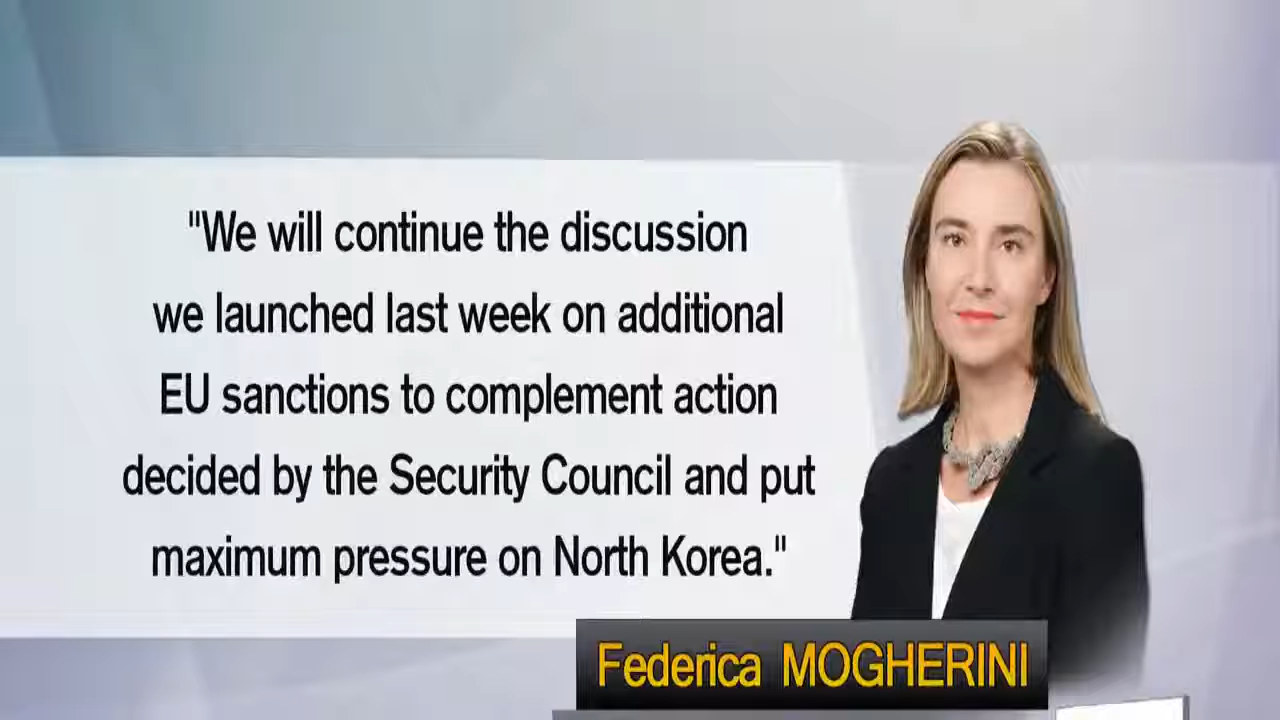 "We will continue the discussion
we launched last week on additional
EU sanctions to complement action
decided by the Security Council and put
maximum pressure on North Korea."
Federica MOGHERINI